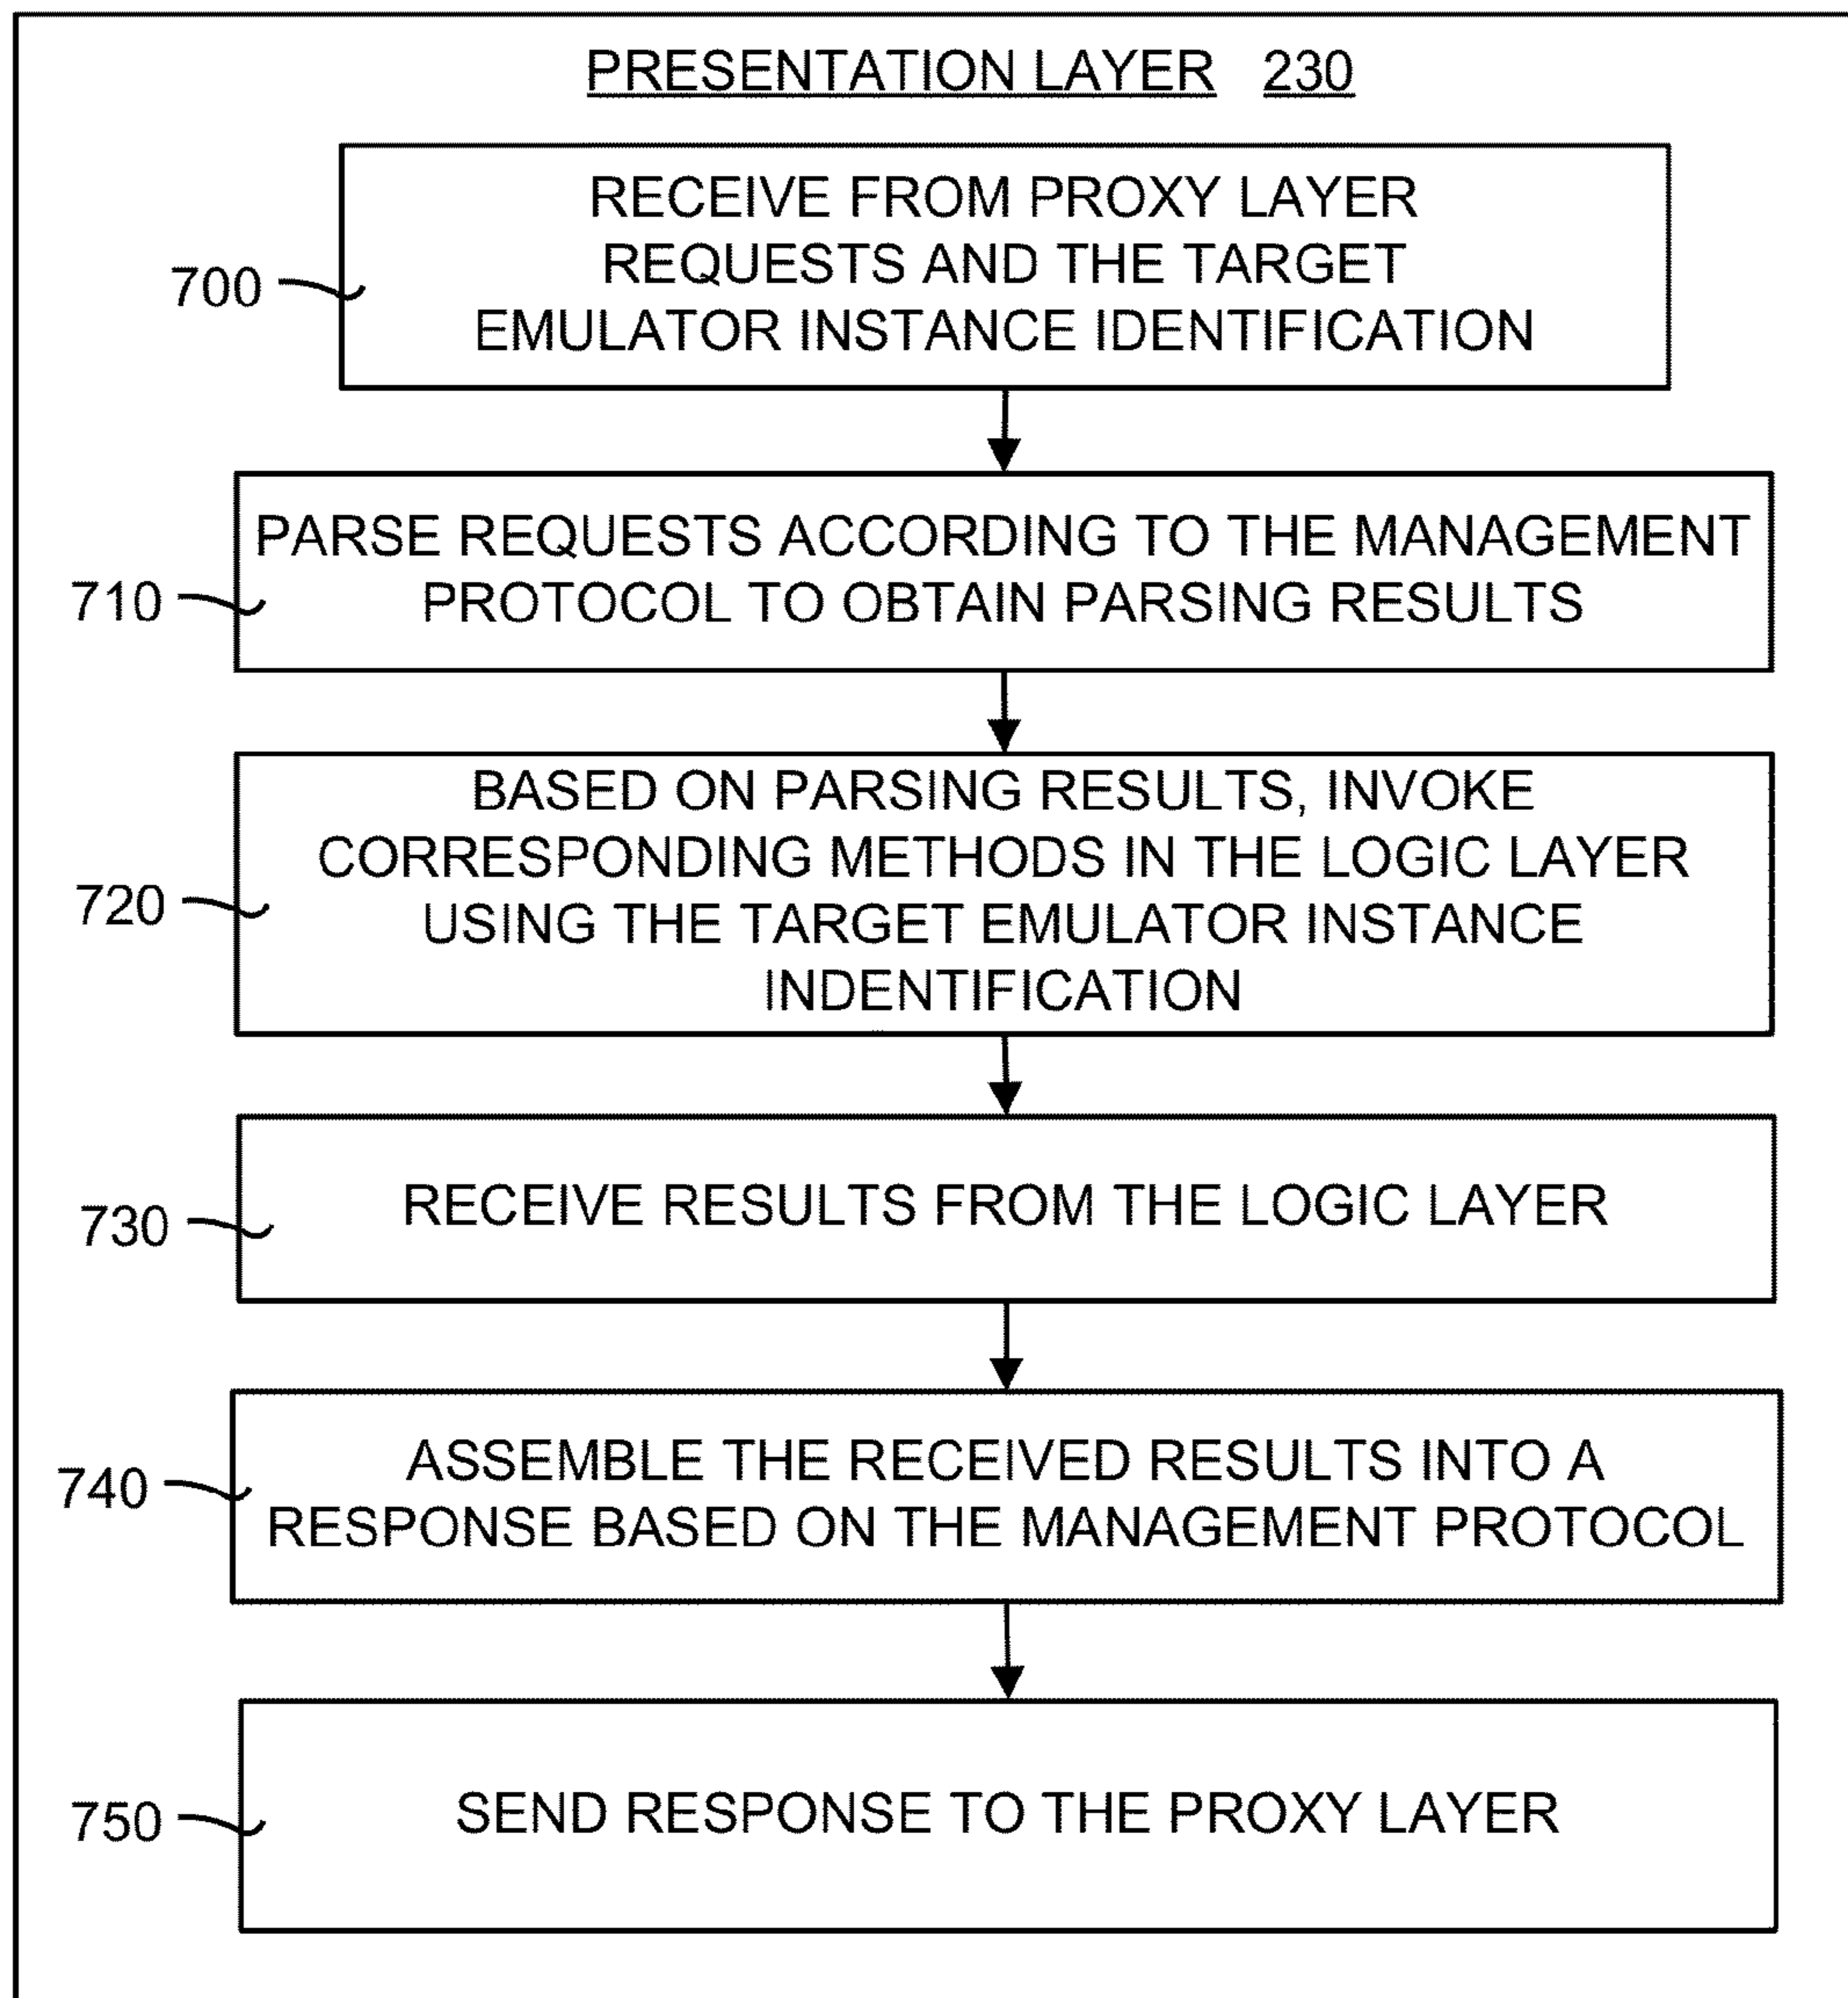 PRESENTATION LAYER 230
RECEIVE FROM PROXY LAYER
REQUESTS AND THE TARGET
EMULATOR INSTANCE IDENTIFICATION
700
PARSE REQUESTS ACCORDING TO THE MANAGEMENT
PROTOCOL TO OBTAIN PARSING RESULTS
710
BASED ON PARSING RESULTS, INVOKE
CORRESPONDING METHODS IN THE LOGIC LAYER
USING THE TARGET EMULATOR INSTANCE
INDENTIFICATION
720
RECEIVE RESULTS FROM THE LOGIC LAYER
730
ASSEMBLE THE RECEIVED RESULTS INTO A
RESPONSE BASED ON THE MANAGEMENT PROTOCOL
740
SEND RESPONSE TO THE PROXY LAYER
750